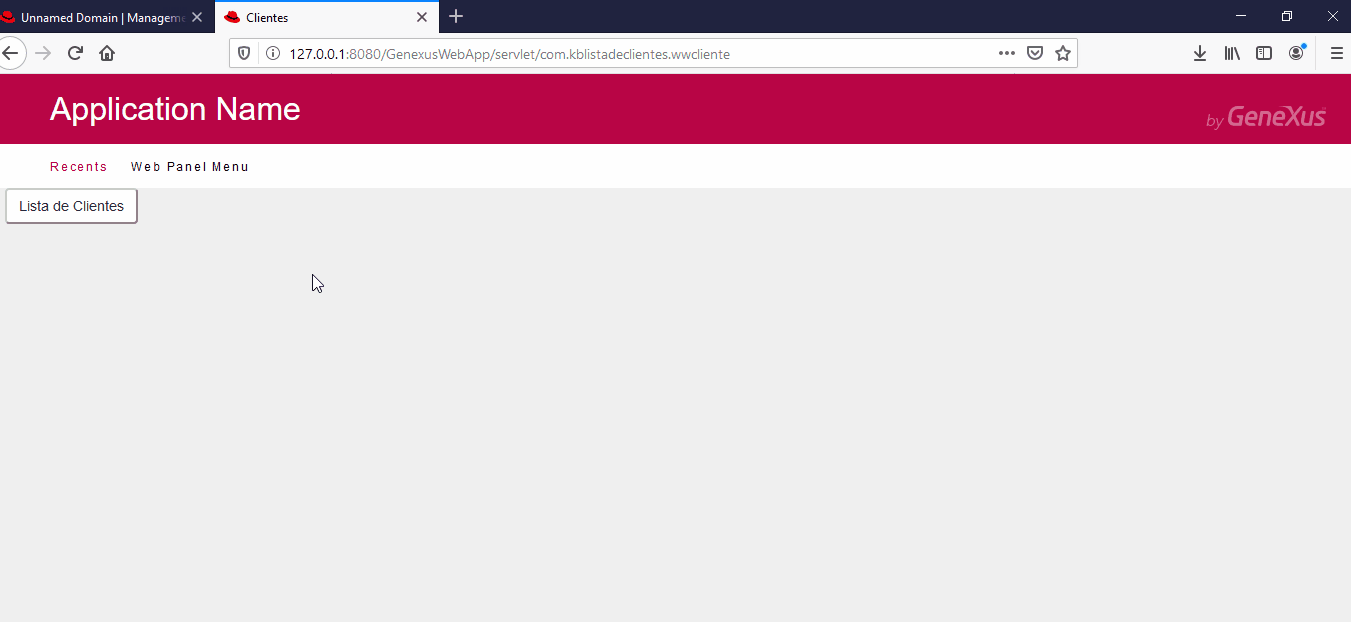 Unnamed Domain | Manageme
Clientes
127.0.0.1:8080/GenexusWebApp/servlet/com.kblistadeclientes.wwcliente
Application Name
by GeneXus
Recents Web Panel Menu
Lista de Clientes